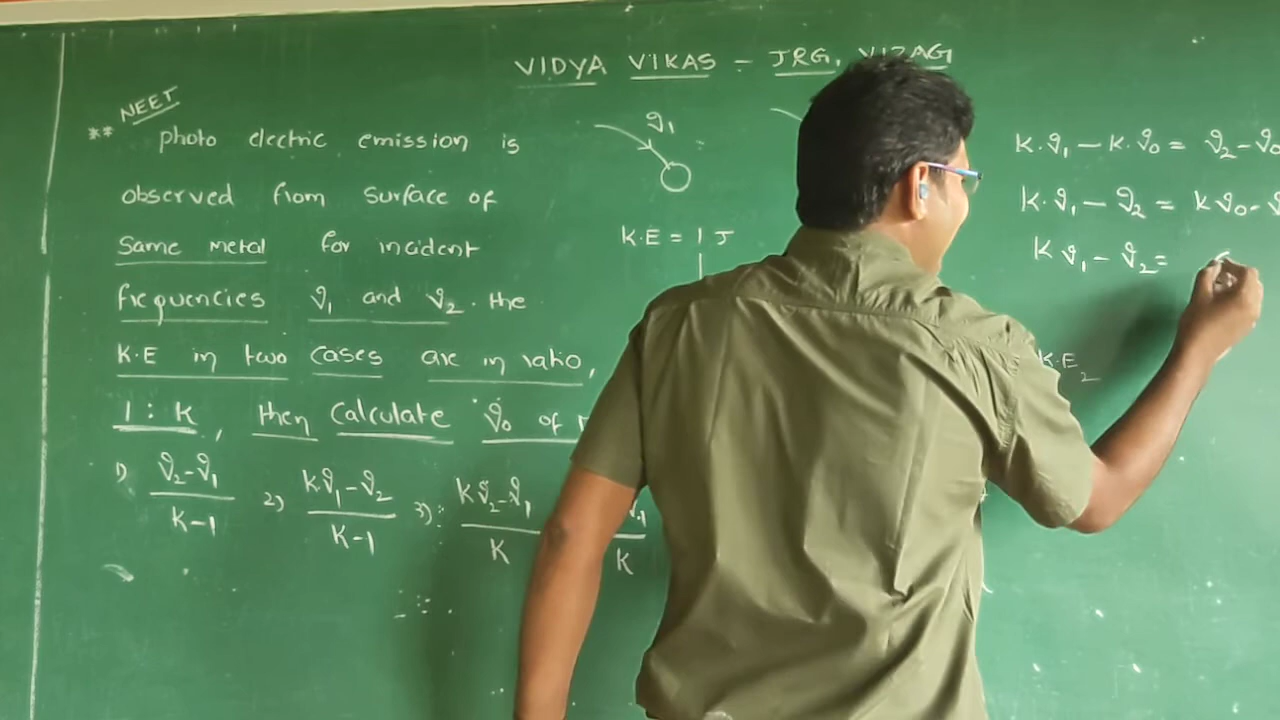 VIDYA VIKAS - JRG, VIZAG
** NEET
photo electric emission is
observed from surface of
same metal for incident
frequencies ϑ₁ and ϑ₂. the
K.E in two cases are in ratio,
1 : K, then calculate ϑ₀ of
1) ϑ₂-ϑ₁/K-1 2) Kϑ₁-ϑ₂/K-1 3) Kϑ₂-ϑ₁/K ϑ₁/K
ϑ₁
K.E = 1 J
K.ϑ₁ - K.ϑ₀ = ϑ₂-ϑ₀
K.ϑ₁ - ϑ₂ = Kϑ₀-
Kϑ₁ - ϑ₂ =
K.E₂